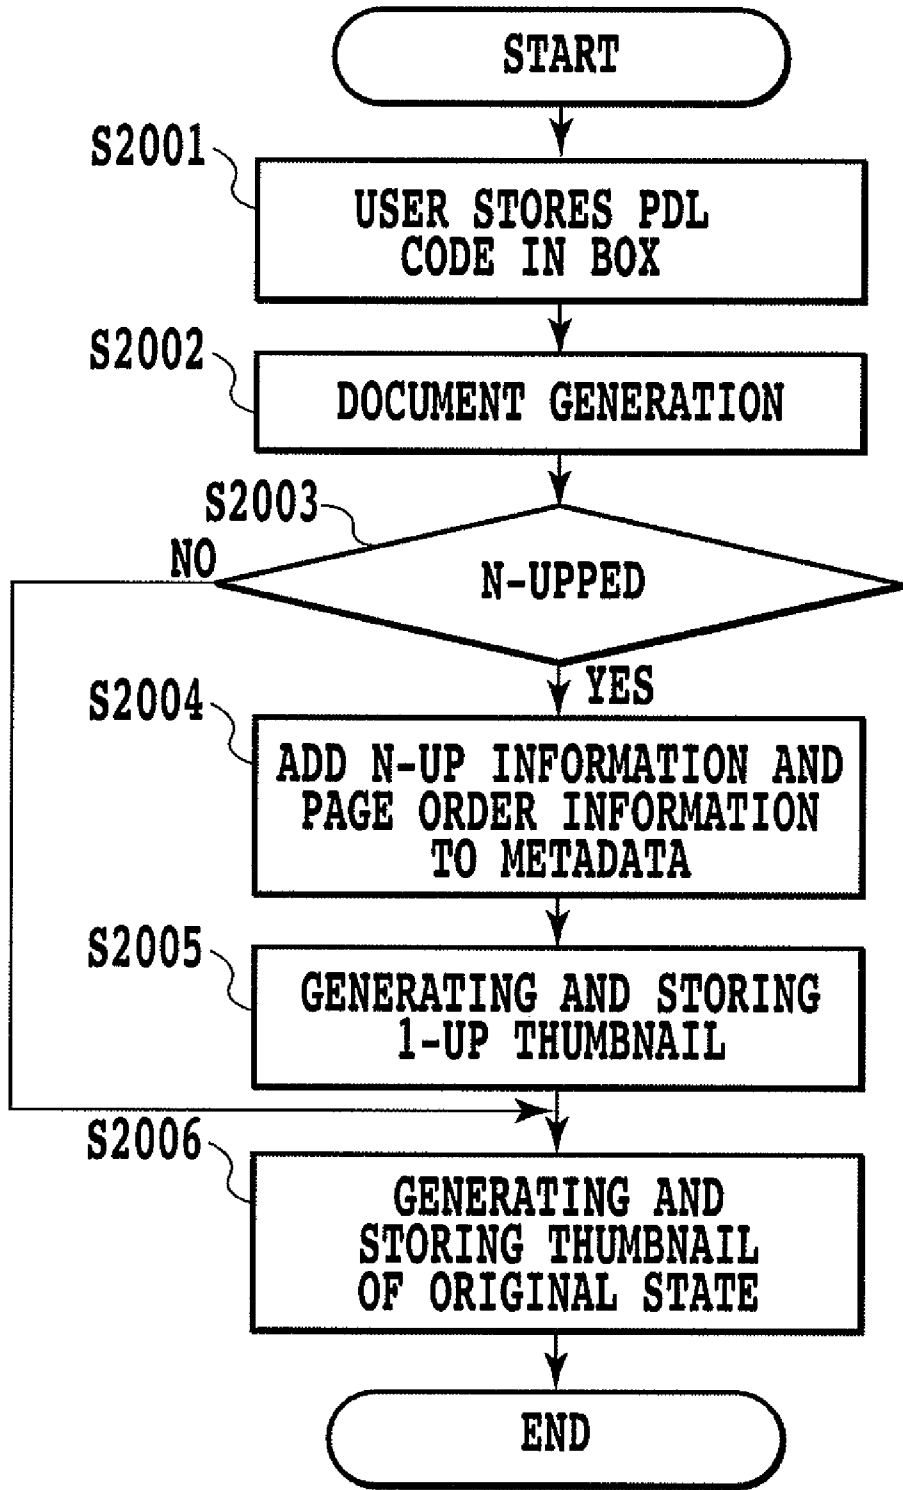 START
S2001
USER STORES PDL
CODE IN BOX
S2002
DOCUMENT GENERATION
S2003
NO
N-UPPED
YES
S2004
ADD N-UP INFORMATION AND
PAGE ORDER INFORMATION
TO METADATA
S2005
GENERATING AND STORING
1-UP THUMBNAIL
S2006
GENERATING AND
STORING THUMBNAIL
OF ORIGINAL STATE
END